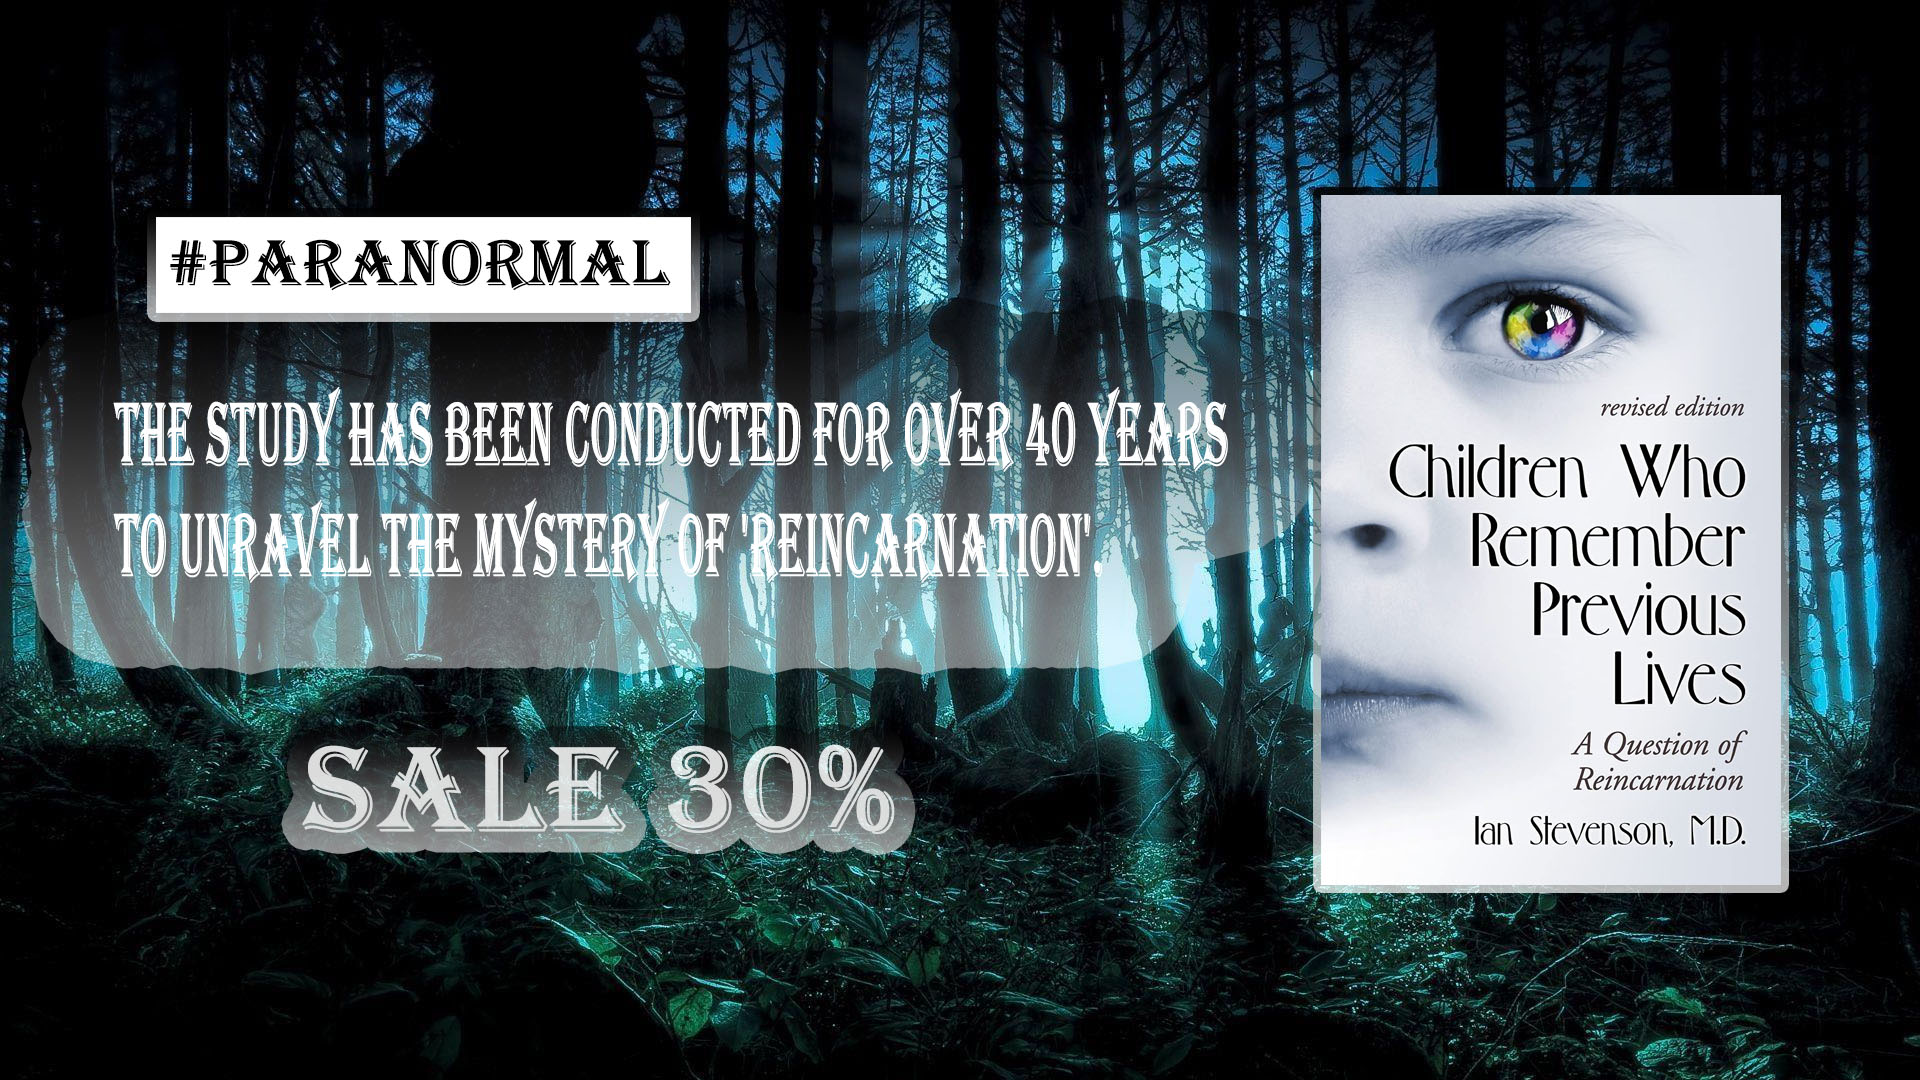 #PARANORMAL
THE STUDY HAS BEEN CONDUCTED FOR OVER 40 YEARS
TO UNRAVEL THE MYSTERY OF 'REINCARNATION'.
SALE 30%
revised edition
Children Who
Remember
Previous
Lives
A Question of
Reincarnation
Ian Stevenson, M.D.